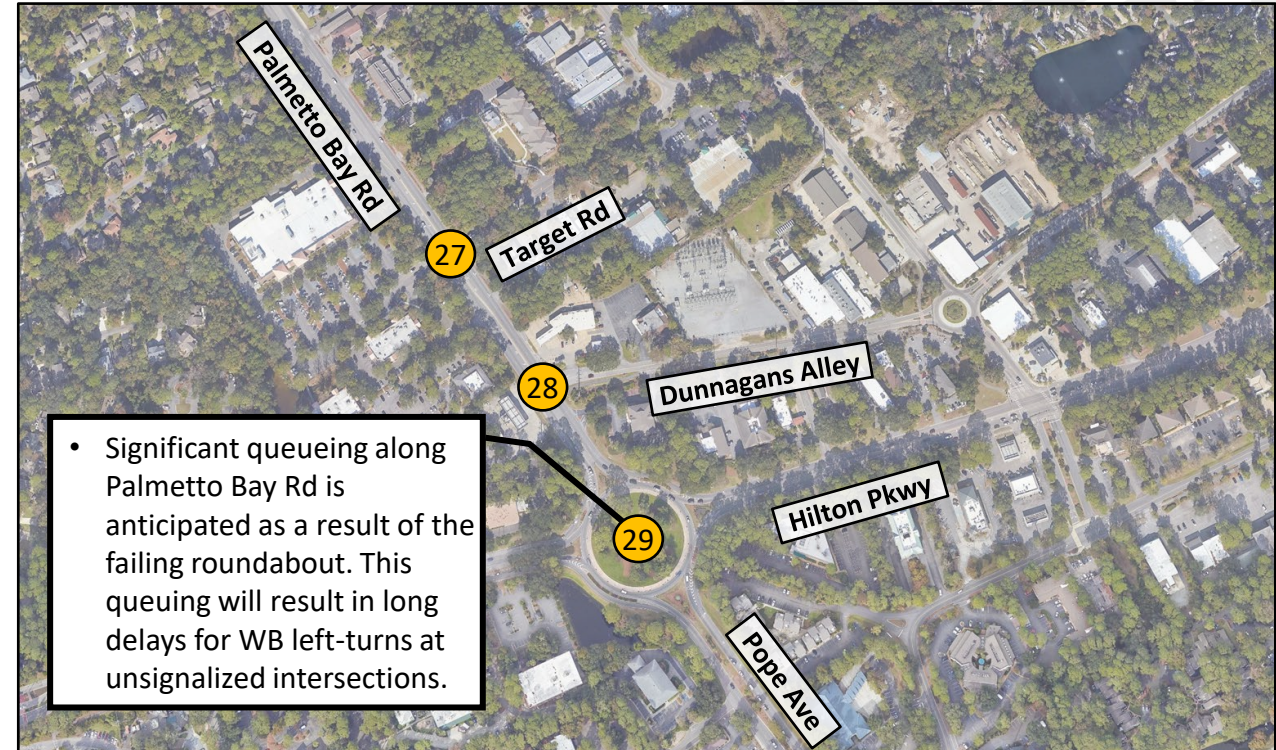 Palmetto Bay Rd
27
Target Rd
28
Dunnagans Alley
• Significant queueing along
Palmetto Bay Rd is
anticipated as a result of the
failing roundabout. This
queuing will result in long
delays for WB left-turns at
unsignalized intersections.
Hilton Pkwy
29
Pope Ave